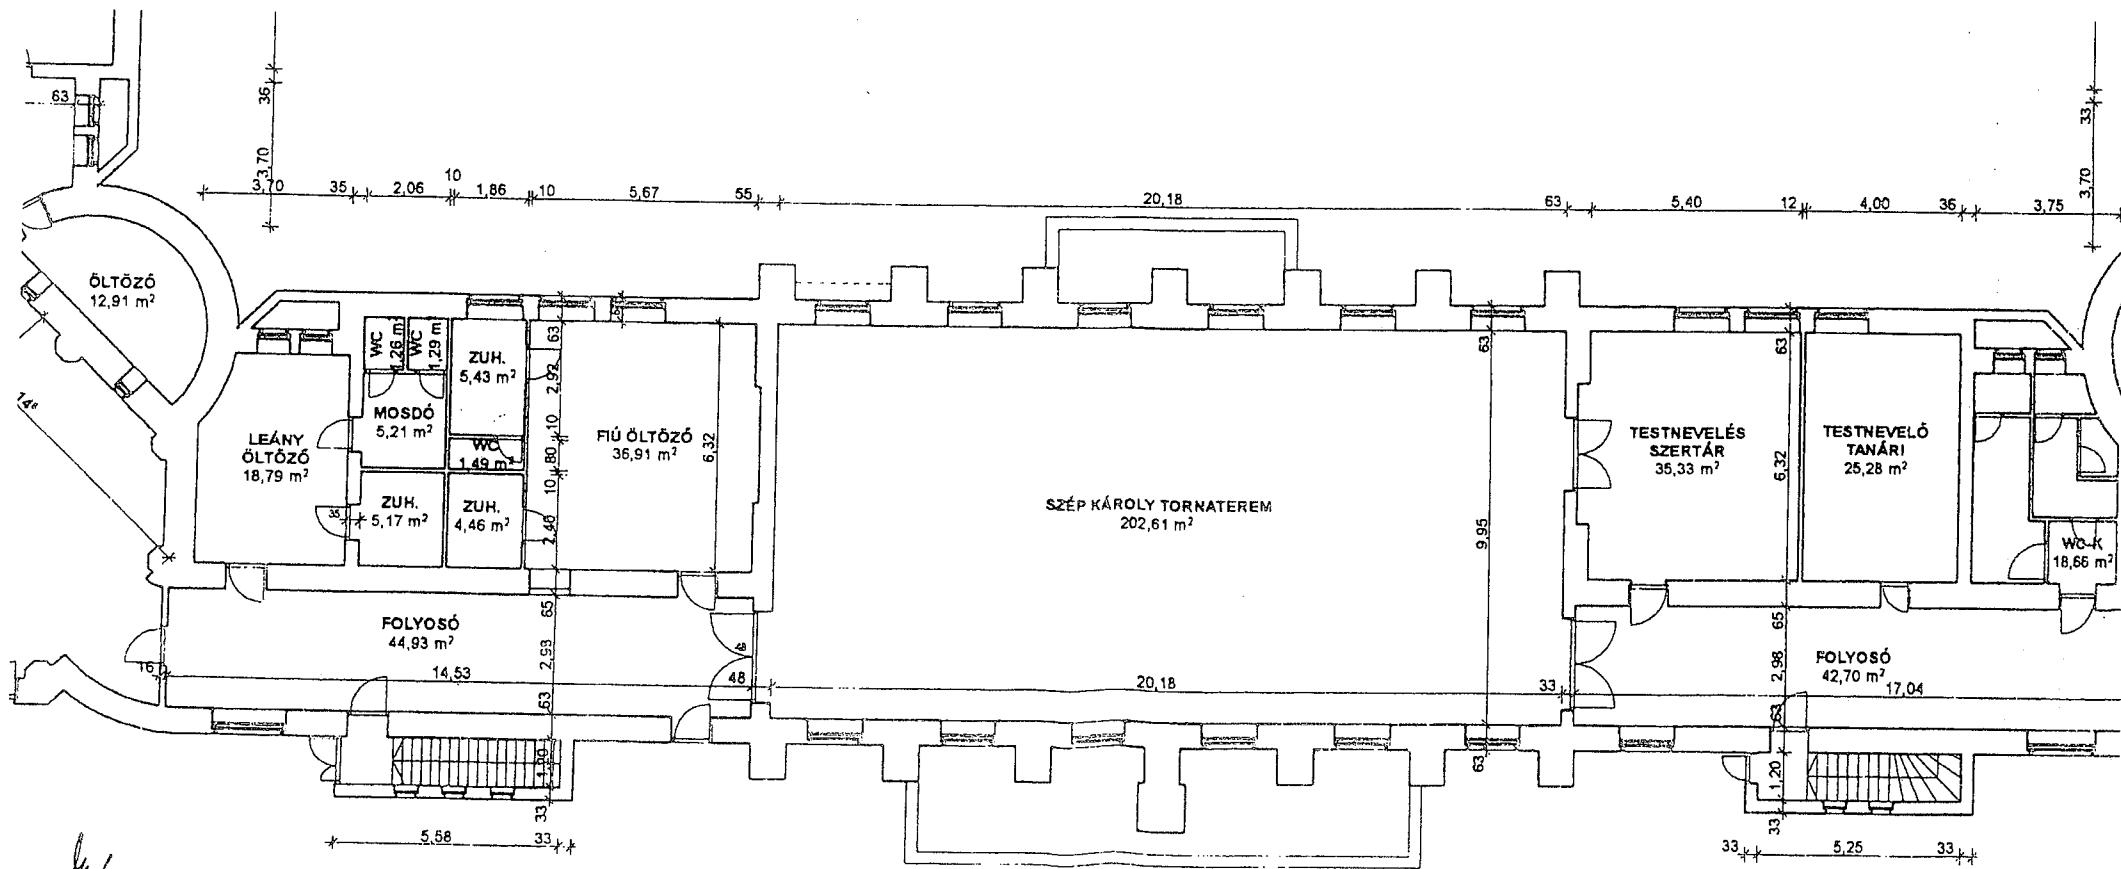 63
36
3,70
33
3,70
3,70
35
2,06
10
1,86
10
5,67
55
20,18
63
5,40
12
4,00
36
3,75
ÖLTÖZŐ
12,91 m²
WC
1,26 m
WC
1,29 m
ZUH.
5,43 m²
MOSDÓ
5,21 m²
WC
1,49 m²
LEÁNY
ÖLTÖZŐ
18,79 m²
ZUH.
5,17 m²
ZUH.
4,46 m²
35
63
2,92
10
80
10
2,40
FIÚ ÖLTÖZŐ
36,91 m²
6,32
SZÉP KÁROLY TORNATEREM
202,61 m²
63
9,95
63
TESTNEVELÉS
SZERTÁR
35,33 m²
63
6,32
TESTNEVELŐ
TANÁRI
25,28 m²
WC-K
18,66 m²
FOLYOSÓ
44,93 m²
65
2,93
63
1,20
33
16
14,53
48
48
20,18
33
FOLYOSÓ
42,70 m²
17,04
65
2,98
63
1,20
33
5,58
33
33
5,25
33